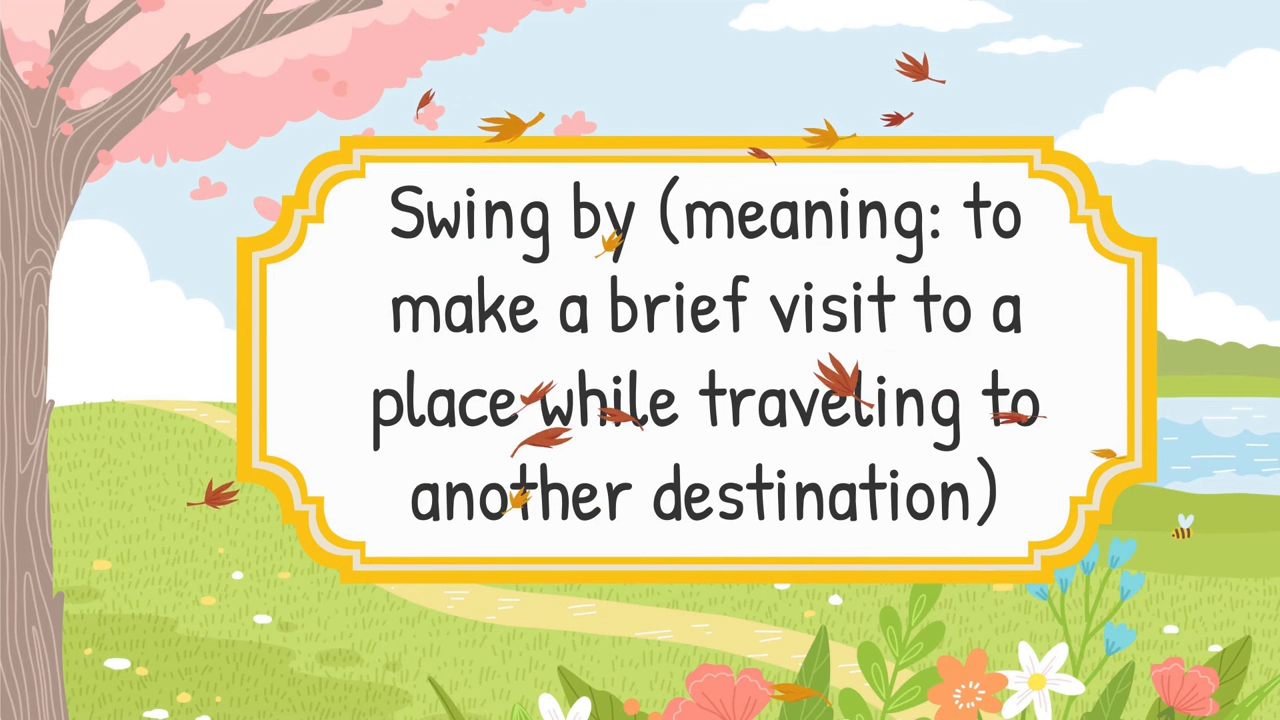 Swing by (meaning: to
make a brief visit to a
place while traveling to
another destination)